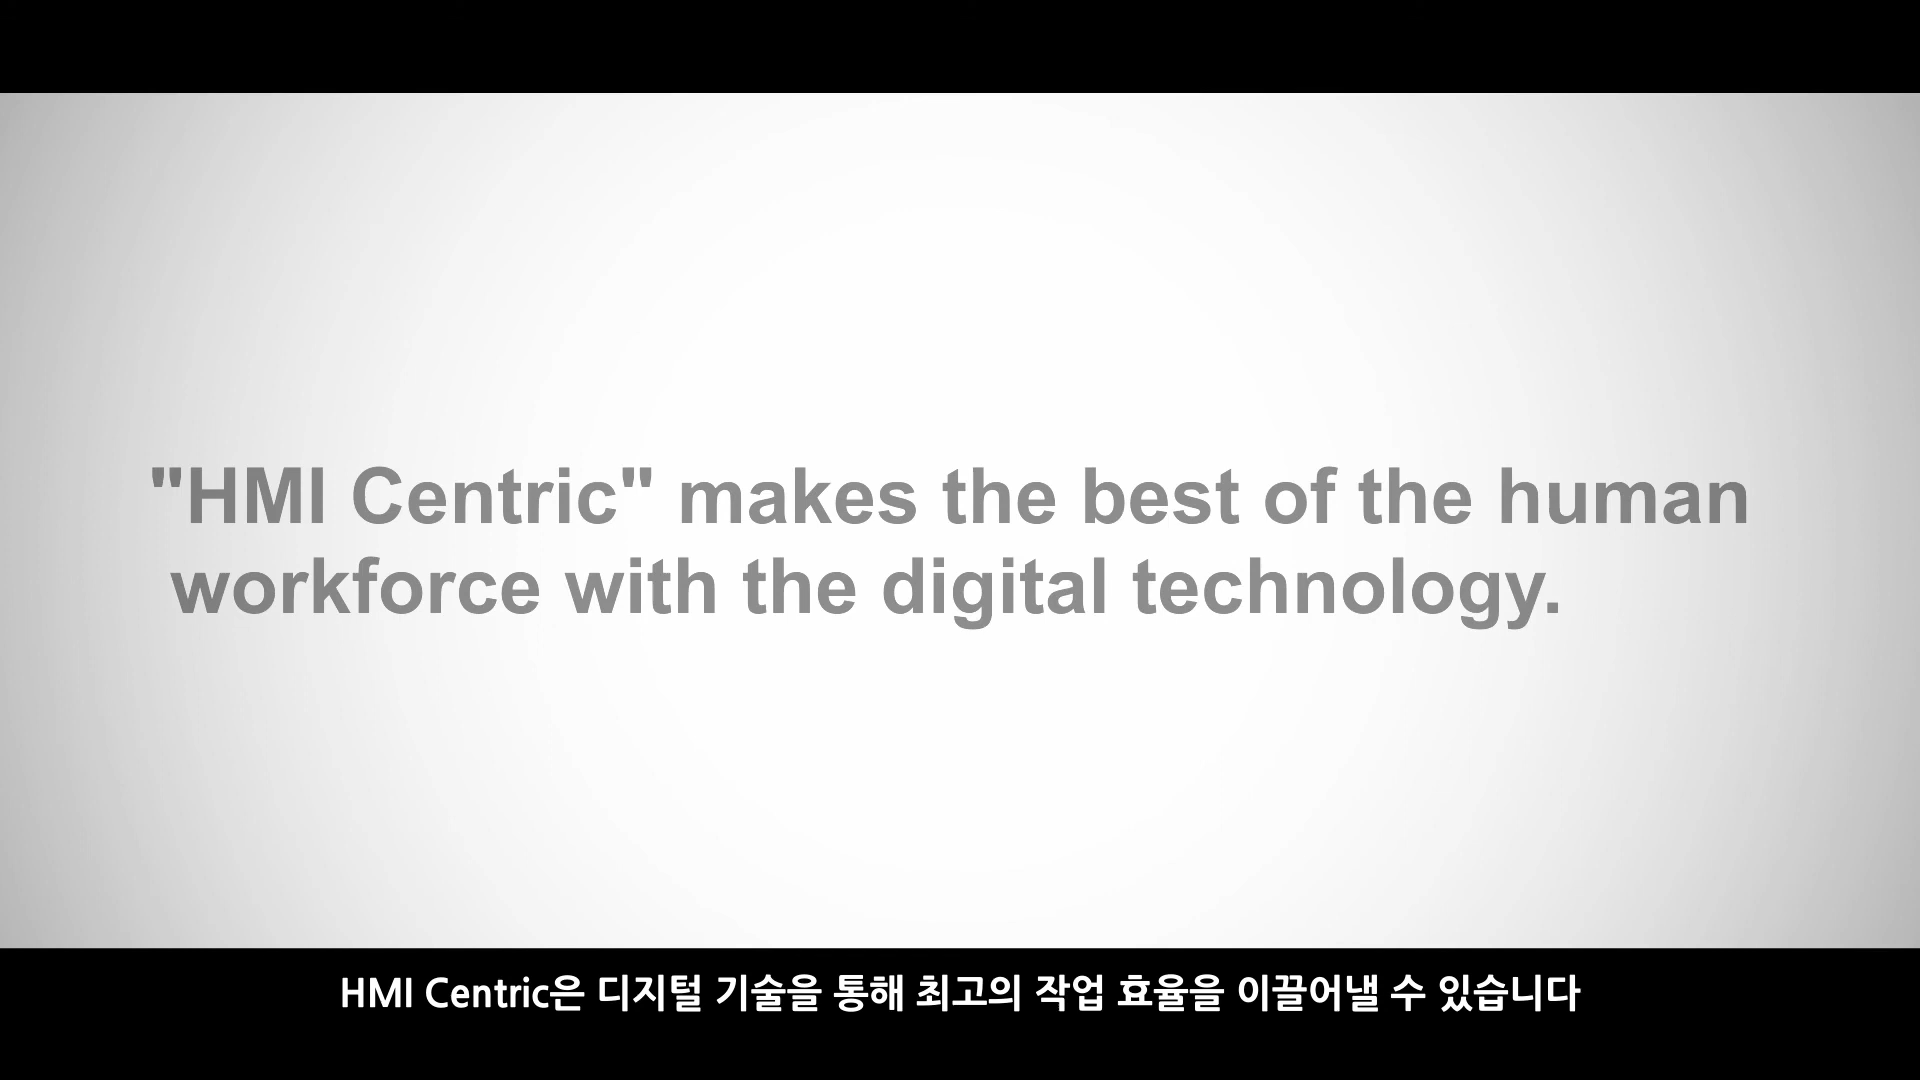 "HMI Centric" makes the best of the human
workforce with the digital technology.
HMI Centric은 디지털 기술을 통해 최고의 작업 효율을 이끌어낼 수 있습니다